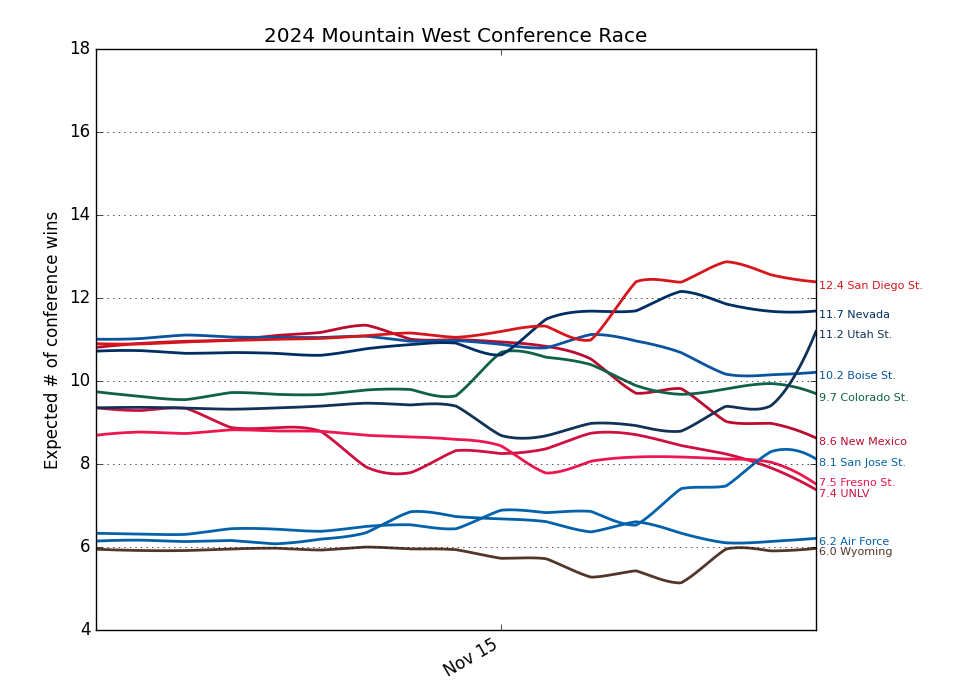 2024 Mountain West Conference Race
Expected # of conference wins
18
16
14
12
10
8
6
4
Nov 15
12.4 San Diego St.
11.7 Nevada
11.2 Utah St.
10.2 Boise St.
9.7 Colorado St.
8.6 New Mexico
8.1 San Jose St.
7.5 Fresno St.
7.4 UNLV
6.2 Air Force
6.0 Wyoming